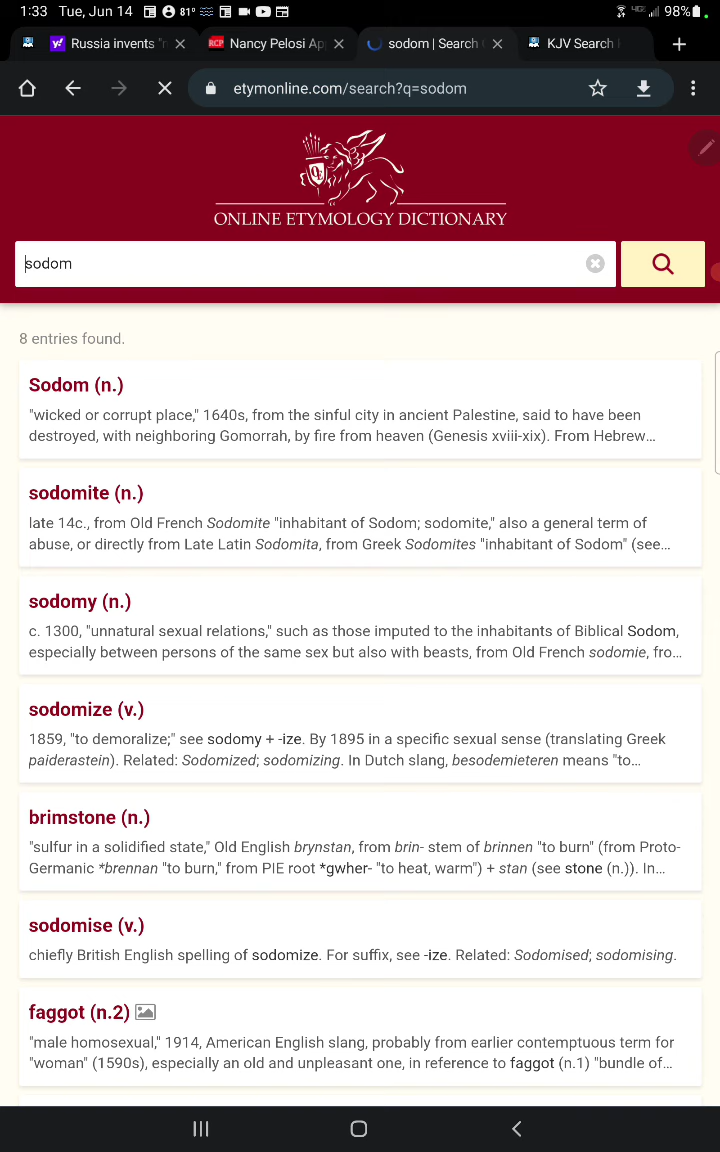 1:33 Tue, Jun 14 81° 98%
Russia invents "r Nancy Pelosi Ap sodom | Search KJV Search
etymonline.com/search?q=sodom
ONLINE ETYMOLOGY DICTIONARY
sodom
8 entries found.
Sodom (n.)
"wicked or corrupt place," 1640s, from the sinful city in ancient Palestine, said to have been
destroyed, with neighboring Gomorrah, by fire from heaven (Genesis xviii-xix). From Hebrew...
sodomite (n.)
late 14c., from Old French Sodomite "inhabitant of Sodom; sodomite," also a general term of
abuse, or directly from Late Latin Sodomita, from Greek Sodomites "inhabitant of Sodom" (see...
sodomy (n.)
c. 1300, "unnatural sexual relations," such as those imputed to the inhabitants of Biblical Sodom,
especially between persons of the same sex but also with beasts, from Old French sodomie, fro...
sodomize (v.)
1859, "to demoralize;" see sodomy + -ize. By 1895 in a specific sexual sense (translating Greek
paiderastein). Related: Sodomized; sodomizing. In Dutch slang, besodemieteren means "to...
brimstone (n.)
"sulfur in a solidified state," Old English brynstan, from brin- stem of brinnen "to burn" (from Proto-
Germanic *brennan "to burn," from PIE root *gwher- "to heat, warm") + stan (see stone (n.)). In...
sodomise (v.)
chiefly British English spelling of sodomize. For suffix, see -ize. Related: Sodomised; sodomising.
faggot (n.2)
"male homosexual," 1914, American English slang, probably from earlier contemptuous term for
"woman" (1590s), especially an old and unpleasant one, in reference to faggot (n.1) "bundle of...